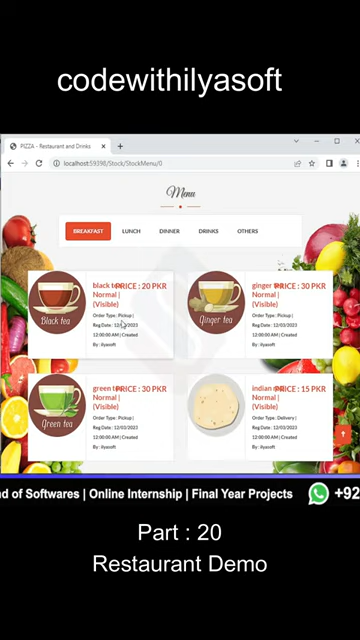 codewithilyasoft
PIZZA - Restaurant and Drinks
localhost:59398/Stock/StockMenu/0
Menu
BREAKFAST
LUNCH
DINNER
DRINKS
OTHERS
Black tea
black PRICE : 20 PKR
Normal |
(Visible)
Order Type: Pickup |
Reg Date : 12/03/2023
12:00:00 AM | Created
By : ilyasoft
Ginger tea
ginger PRICE : 30 PKR
Normal |
(Visible)
Order Type: Pickup |
Reg Date : 12/03/2023
12:00:00 AM | Created
By : ilyasoft
Green tea
green PRICE : 30 PKR
Normal |
(Visible)
Order Type: Pickup |
Reg Date : 12/03/2023
12:00:00 AM | Created
By : ilyasoft
indian PRICE : 15 PKR
Normal |
(Visible)
Order Type: Delivery |
Reg Date : 12/03/2023
12:00:00 AM | Created
By : ilyasoft
nd of Softwares | Online Internship | Final Year Projects
+92
Part : 20
Restaurant Demo